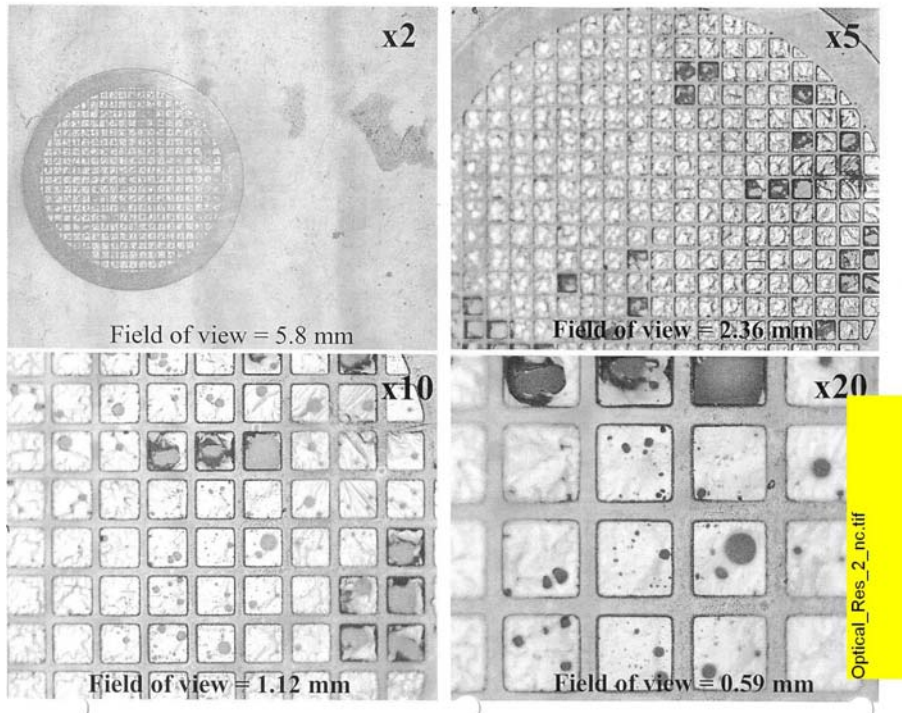 x2
x5
Field of view = 5.8 mm
Field of view = 2.36 mm
x10
x20
Field of view = 1.12 mm
Field of view = 0.59 mm
Optical_Res_2_nc.tif